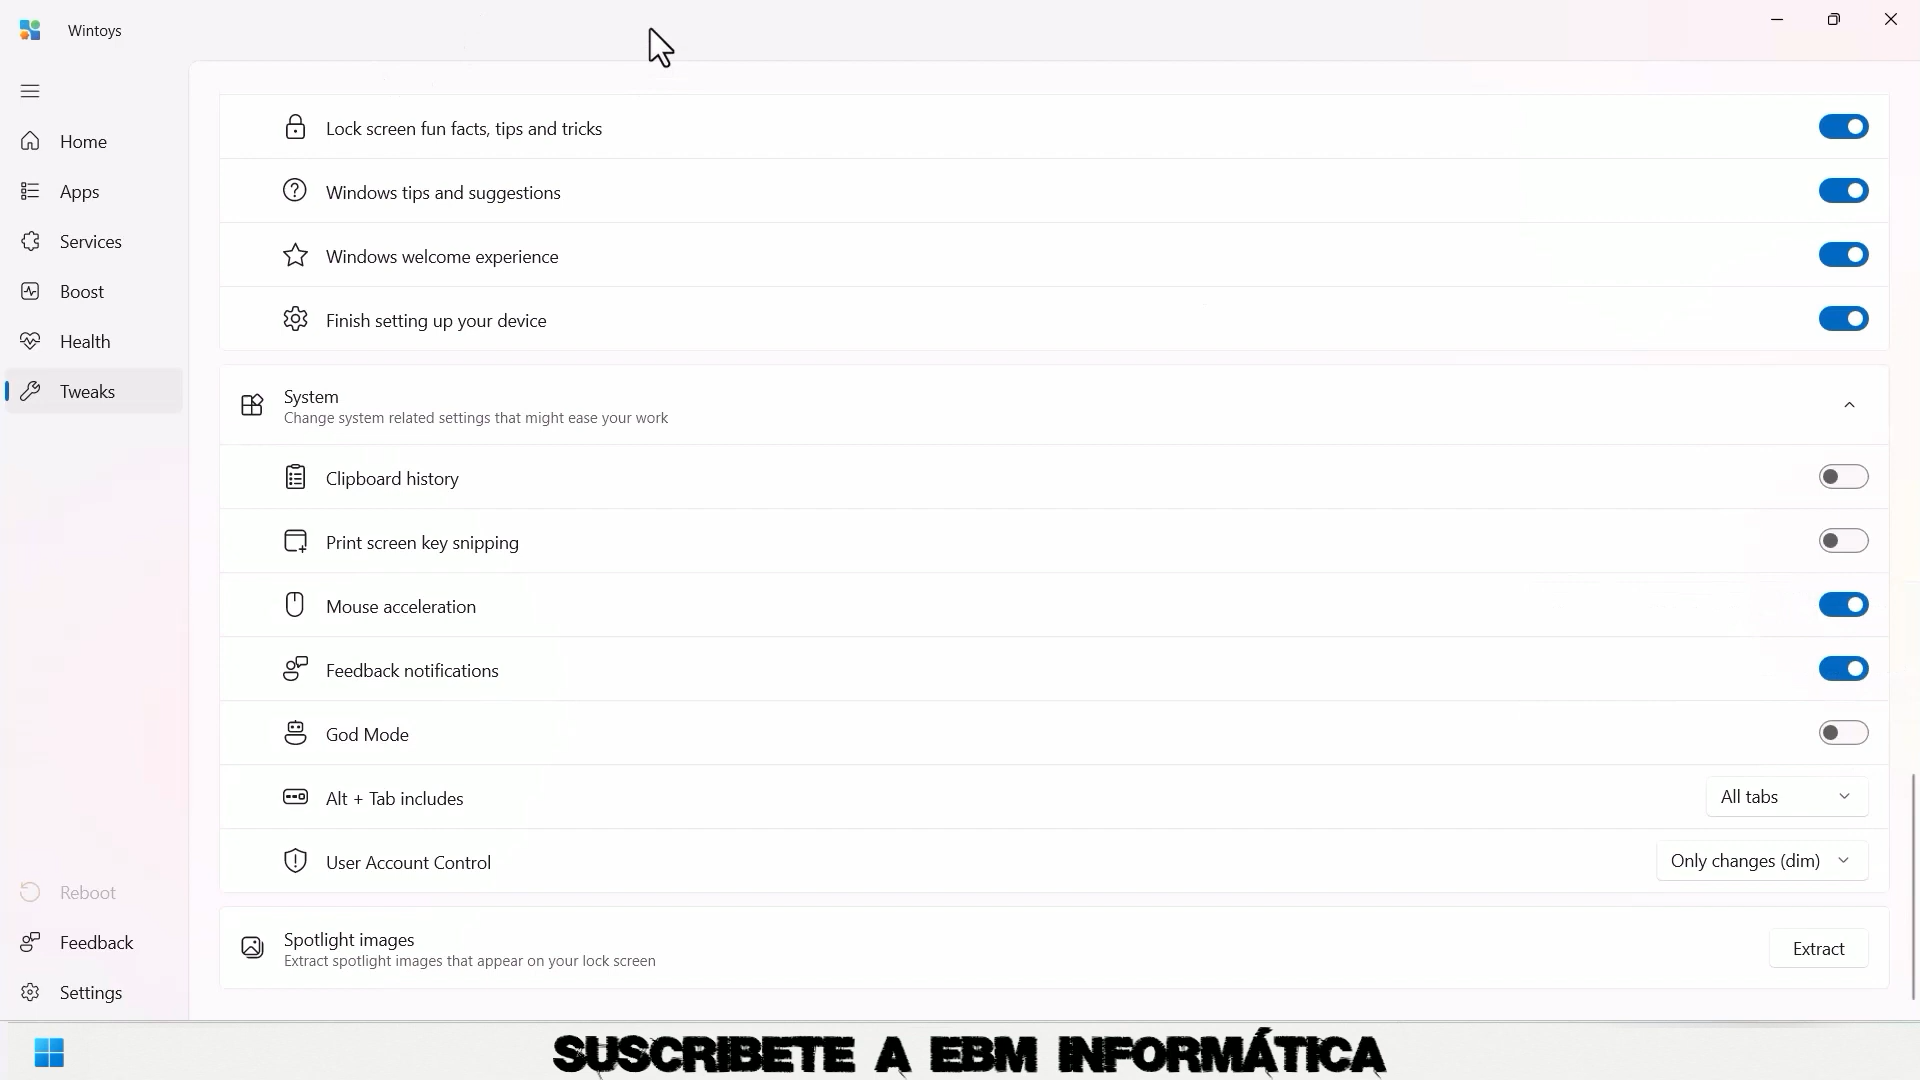 Wintoys
Home
Apps
Services
Boost
Health
Tweaks
Reboot
Feedback
Settings
Lock screen fun facts, tips and tricks
Windows tips and suggestions
Windows welcome experience
Finish setting up your device
System
Change system related settings that might ease your work
Clipboard history
Print screen key snipping
Mouse acceleration
Feedback notifications
God Mode
Alt + Tab includes
All tabs
User Account Control
Only changes (dim)
Spotlight images
Extract spotlight images that appear on your lock screen
Extract
SUSCRIBETE A EBM INFORMÁTICA